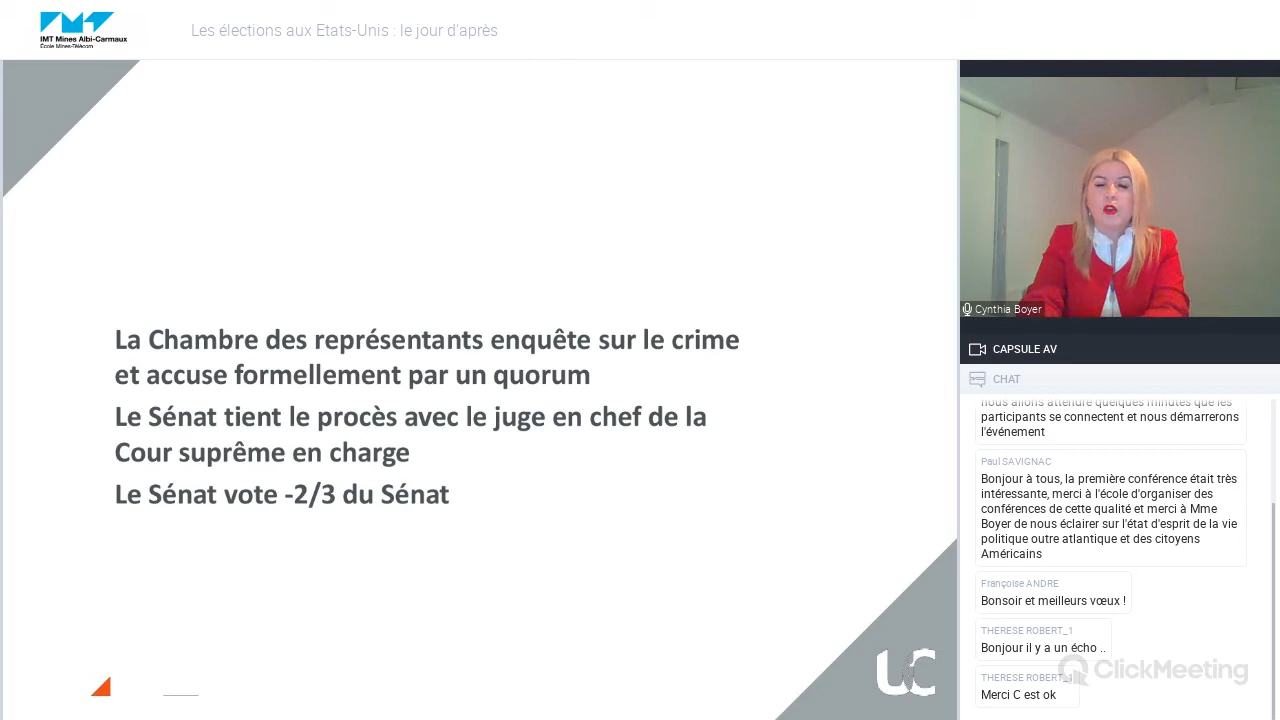 IMT Mines Albi-Carmaux
École Mines-Télécom
Les élections aux Etats-Unis : le jour d'après
La Chambre des représentants enquête sur le crime
et accuse formellement par un quorum
Le Sénat tient le procès avec le juge en chef de la
Cour suprême en charge
Le Sénat vote -2/3 du Sénat
UC
Cynthia Boyer
CAPSULE AV
CHAT
nous allons attendre quelques minutes que les
participants se connectent et nous démarrerons
l'événement
Paul SAVIGNAC
Bonjour à tous, la première conférence était très
intéressante, merci à l'école d'organiser des
conférences de cette qualité et merci à Mme
Boyer de nous éclairer sur l'état d'esprit de la vie
politique outre atlantique et des citoyens
Américains
Françoise ANDRE
Bonsoir et meilleurs vœux !
THERESE ROBERT_1
Bonjour il y a un écho ..
THERESE ROBERT_1
Merci C est ok
ClickMeeting